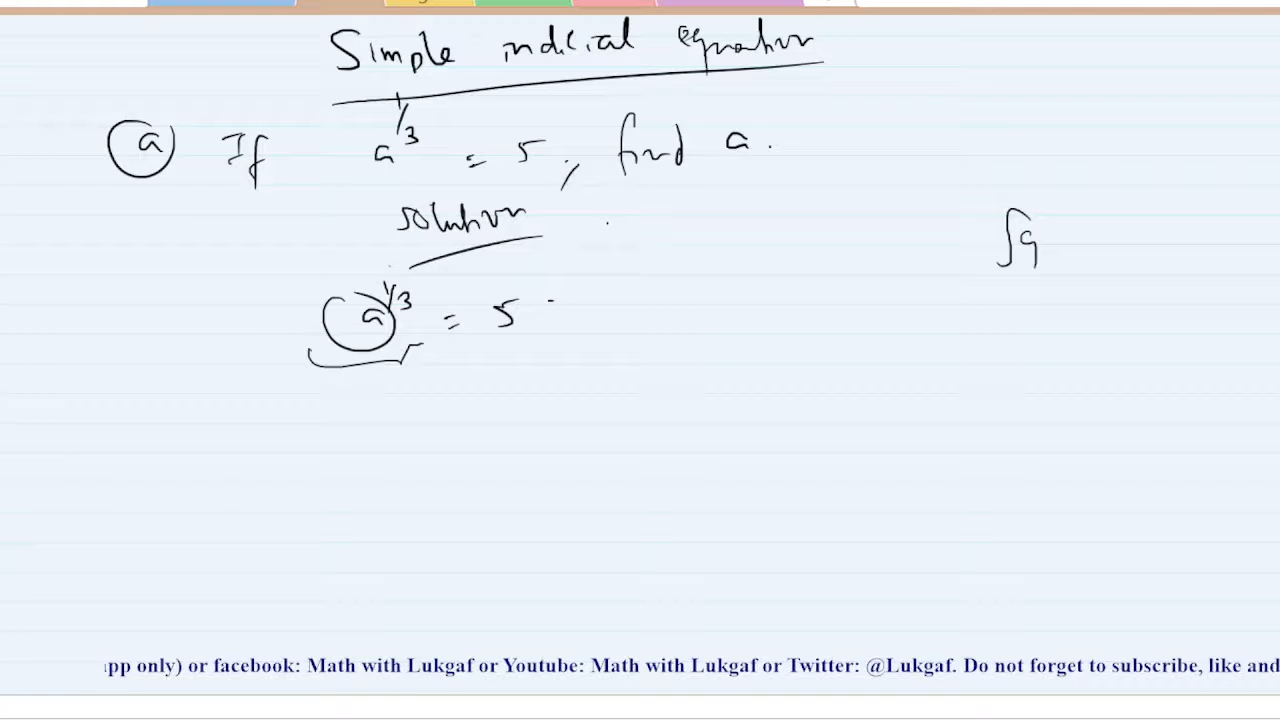 Simple indicial equation
(a) If a^1/3 = 5, find a.
solution
a^1/3 = 5
pp only) or facebook: Math with Lukgaf or Youtube: Math with Lukgaf or Twitter: @Lukgaf. Do not forget to subscribe, like and